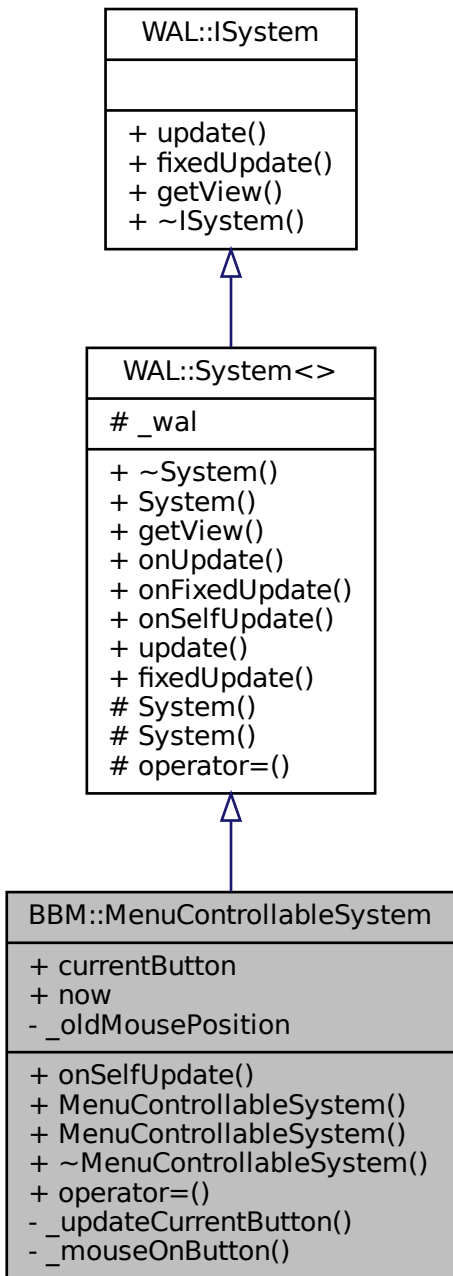 WAL::ISystem
+ update()
+ fixedUpdate()
+ getView()
+ ~ISystem()
WAL::System<>
# _wal
+ ~System()
+ System()
+ getView()
+ onUpdate()
+ onFixedUpdate()
+ onSelfUpdate()
+ update()
+ fixedUpdate()
# System()
# System()
# operator=()
BBM::MenuControllableSystem
+ currentButton
+ now
- _oldMousePosition
+ onSelfUpdate()
+ MenuControllableSystem()
+ MenuControllableSystem()
+ ~MenuControllableSystem()
+ operator=()
- _updateCurrentButton()
- _mouseOnButton()